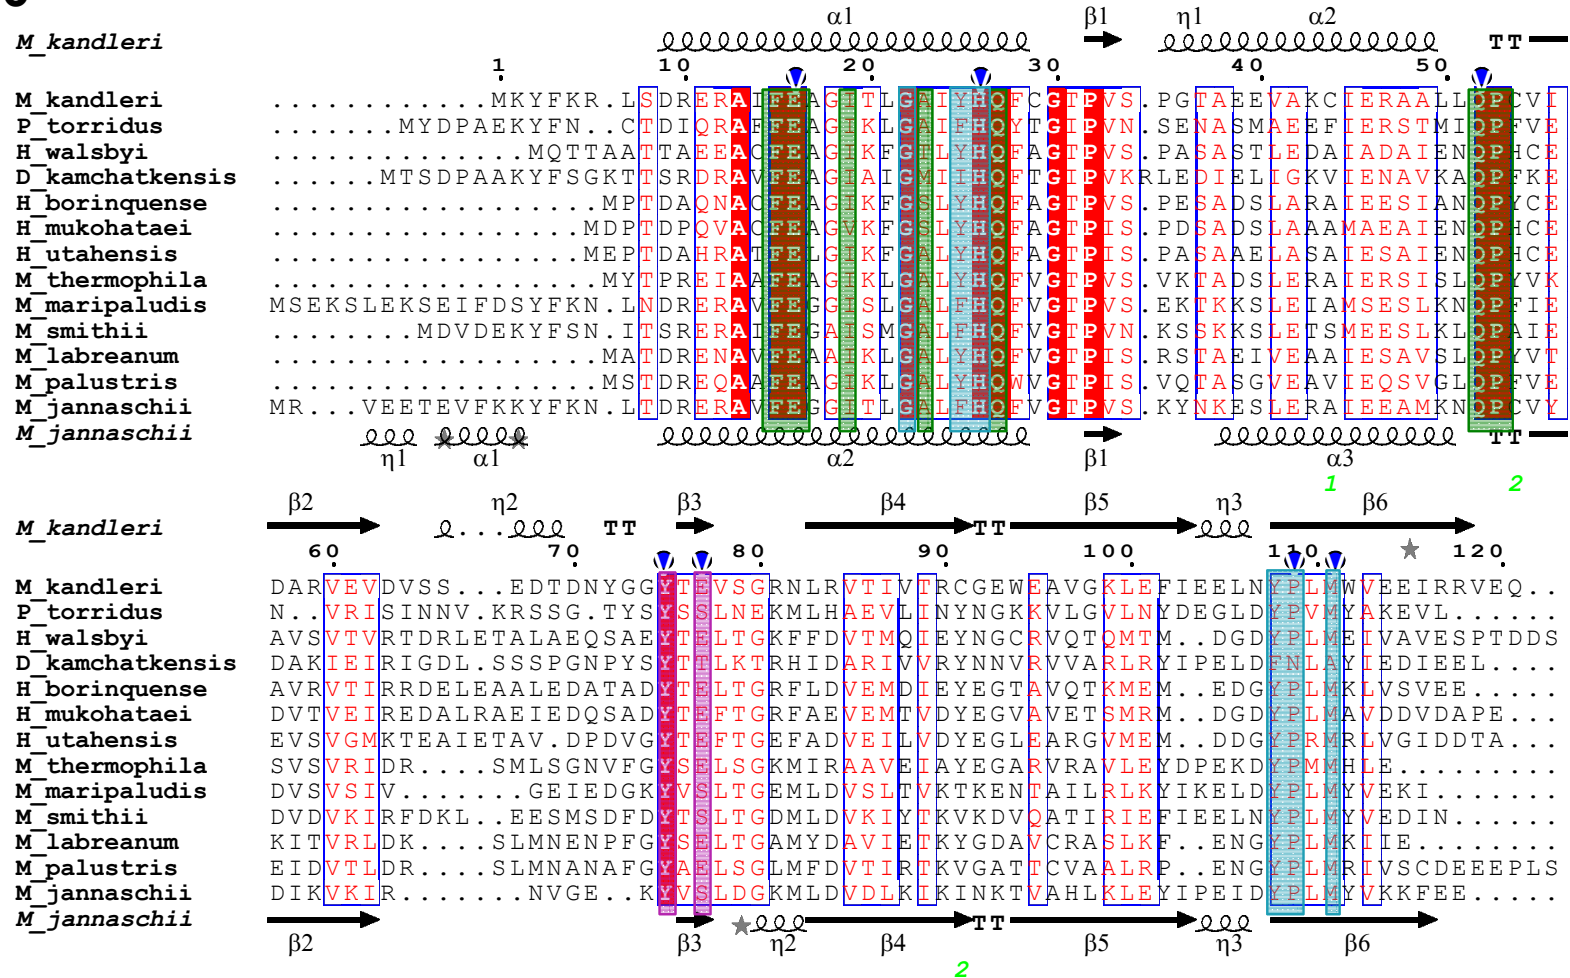 α1 β1 η1 α2
M_kandleri TT
1 10 20 30 40 50
M_kandleri ............MKYFKR.LSDRERAIFEAGITLGAIYHQFCGTPVS.PGTAEEVAKCIERAALLQPCVI
P_torridus .......MYDPAEKYFN..CTDIQRAFFEAGIKLGAIFHQYTGIPVN.SENASMAEEFIERSTMIQPFVE
H_walsbyi ..............MQTTAATTAEEACFEAGIKFGTLYHQFAGTPVS.PASASTLEDAIADAIENQPHCE
D_kamchatkensis ......MTSDPAAKYFSGKTTSRDRAVFEAGIAIGMIIHQFTGIPVKRLEDIELIGKVIENAVKAQPFKE
H_borinquense ..................MPTDAQNACFEAGIKFGSLYHQFAGTPVS.PESADSLARAIEESIANQPYCE
H_mukohataei .................MDPTDPQVACFEAGVKFGSLYHQFAGTPIS.PDSADSLAAAMAEAIENQPHCE
H_utahensis .................MEPTDAHRAIFELGIKFGALYHQFAGTPIS.PASAAELASAIEAAIENQPHCE
M_thermophila ..................MYTPREIAAFEAGIKLGALYHQFVGTPVS.VKTADSLERAIERSISLQPYVK
M_maripaludis MSEKSLEKSEIFDSYFKN.LNDRERAVFEGGISLGALFHQFVGTPVS.EKTKKSLEIAMSESLKNQPFIE
M_smithii ........MDVDEKYFSN.ITSRERAIFEGAISMGALFHQFVGTPVN.KSSKKSLETSMEESLKLQPAIE
M_labreanum ..................MATDRENAVFEAAIKLGALYHQFVGTPIS.RSTAEIVEAAIESAVSLQPYVT
M_palustris ..................MSTDREQAAFEAGIKLGALYHQWVGTPIS.VQTASGVEAVIEQSVGLQPFVE
M_jannaschii MR...VEETEVFKKYFKN.LTDRERAVFEGGITLGALFHQFVGTPVS.KYNKESLERAIEEAMKNQPCVY
M_jannaschii TT
η1 α1 α2 β1 α3
1 2
β2 η2 β3 β4 β5 η3 β6
M_kandleri ... TT TT
60 70 80 90 100 110 120
M_kandleri DARVEVDVSS...EDTDNYGGYTEVSGRNLRVTIVTRCGEWEAVGKLEFIEELNYPLMWVEEIRRVEQ..
P_torridus N..VRISINNV.KRSSG.TYSYSSLNEKMLHAEVLINYNGKKVLGVLNYDEGLDYPVMYAKEVL.....
H_walsbyi AVSVTVRTDRLETALAEQSAEYTELTGKFFDVTMQIEYNGCRVQTQMTM..DGDYPLMEIVAVESPTDDS
D_kamchatkensis DAKIEIRIGDL.SSSPGNPYSYTTLKTRHIDARIVVRYNNVRVVARLRYIPELDFNLAYIEDIEEL....
H_borinquense AVRVTIRRDELEAALEDATADYTELTGRFLDVEMDIEYEGTAVQTKMEM..EDGYPLMKLVSVEE.....
H_mukohataei DVTVEIREDALRAEIEDQSADYTEFTGRFAEVEMTVDYEGVAVETSMRM..DGDYPLMAVDDVDAPE...
H_utahensis EVSVGMKTEAIETAV.DPDVGYTEFTGEFADVEILVDYEGLEARGVMEM..DDGYPRMRLVGIDDTA...
M_thermophila SVSVRIDR....SMLSGNVFGYSELSGKMIRAAVEIAYEGARVRAVLEYDPEKDYPMMHLE.........
M_maripaludis DVSVSIV.......GEIEDGKYVSLTGEMLDVSLTVKTKENTAILRLKYIKELDYPLMYVEKI.......
M_smithii DVDVKIRFDKL..EESMSDFDYTSLTGDMLDVKIYTKVKDVQATIRIEFIEELNYPLMYVEDIN......
M_labreanum KITVRLDK....SLMNENPFGYSELTGAMYDAVIETKYGDAVCRASLKF..ENGYPLMKIIE........
M_palustris EIDVTLDR....SLMNANAFGYAELSGLMFDVTIRTKVGATTCVAALRP..ENGYPLMRIVSCDEEEPLS
M_jannaschii DIKVKIR.......NVGE..KYVSLDGKMLDVDLKIKINKTVAHLKLEYIPEIDYPLMYVKKFEE.....
M_jannaschii TT
β2 β3 η2 β4 β5 η3 β6
2